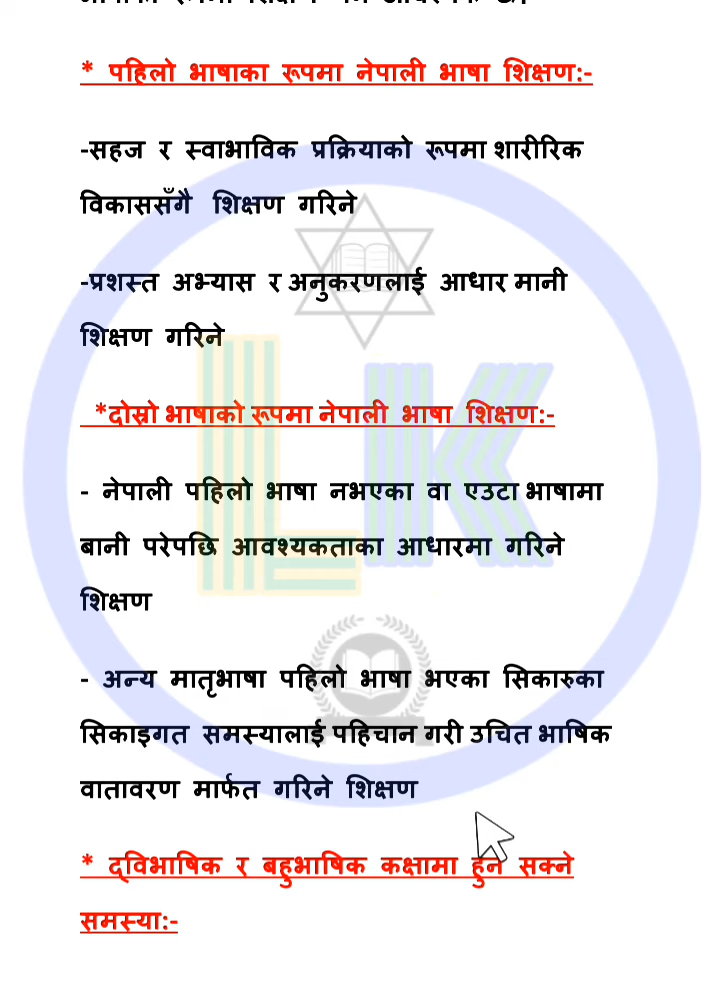 * पहिलो भाषाका रूपमा नेपाली भाषा शिक्षण:-
-सहज र स्वाभाविक प्रक्रियाको रूपमा शारीरिक
विकाससँगै शिक्षण गरिने
-प्रशस्त अभ्यास र अनुकरणलाई आधार मानी
शिक्षण गरिने
*दोस्रो भाषाको रूपमा नेपाली भाषा शिक्षण:-
- नेपाली पहिलो भाषा नभएका वा एउटा भाषामा
बानी परेपछि आवश्यकताका आधारमा गरिने
शिक्षण
- अन्य मातृभाषा पहिलो भाषा भएका सिकारुका
सिकाइगत समस्यालाई पहिचान गरी उचित भाषिक
वातावरण मार्फत गरिने शिक्षण
* द्विभाषिक र बहुभाषिक कक्षामा हुन सक्ने
समस्या:-
LK